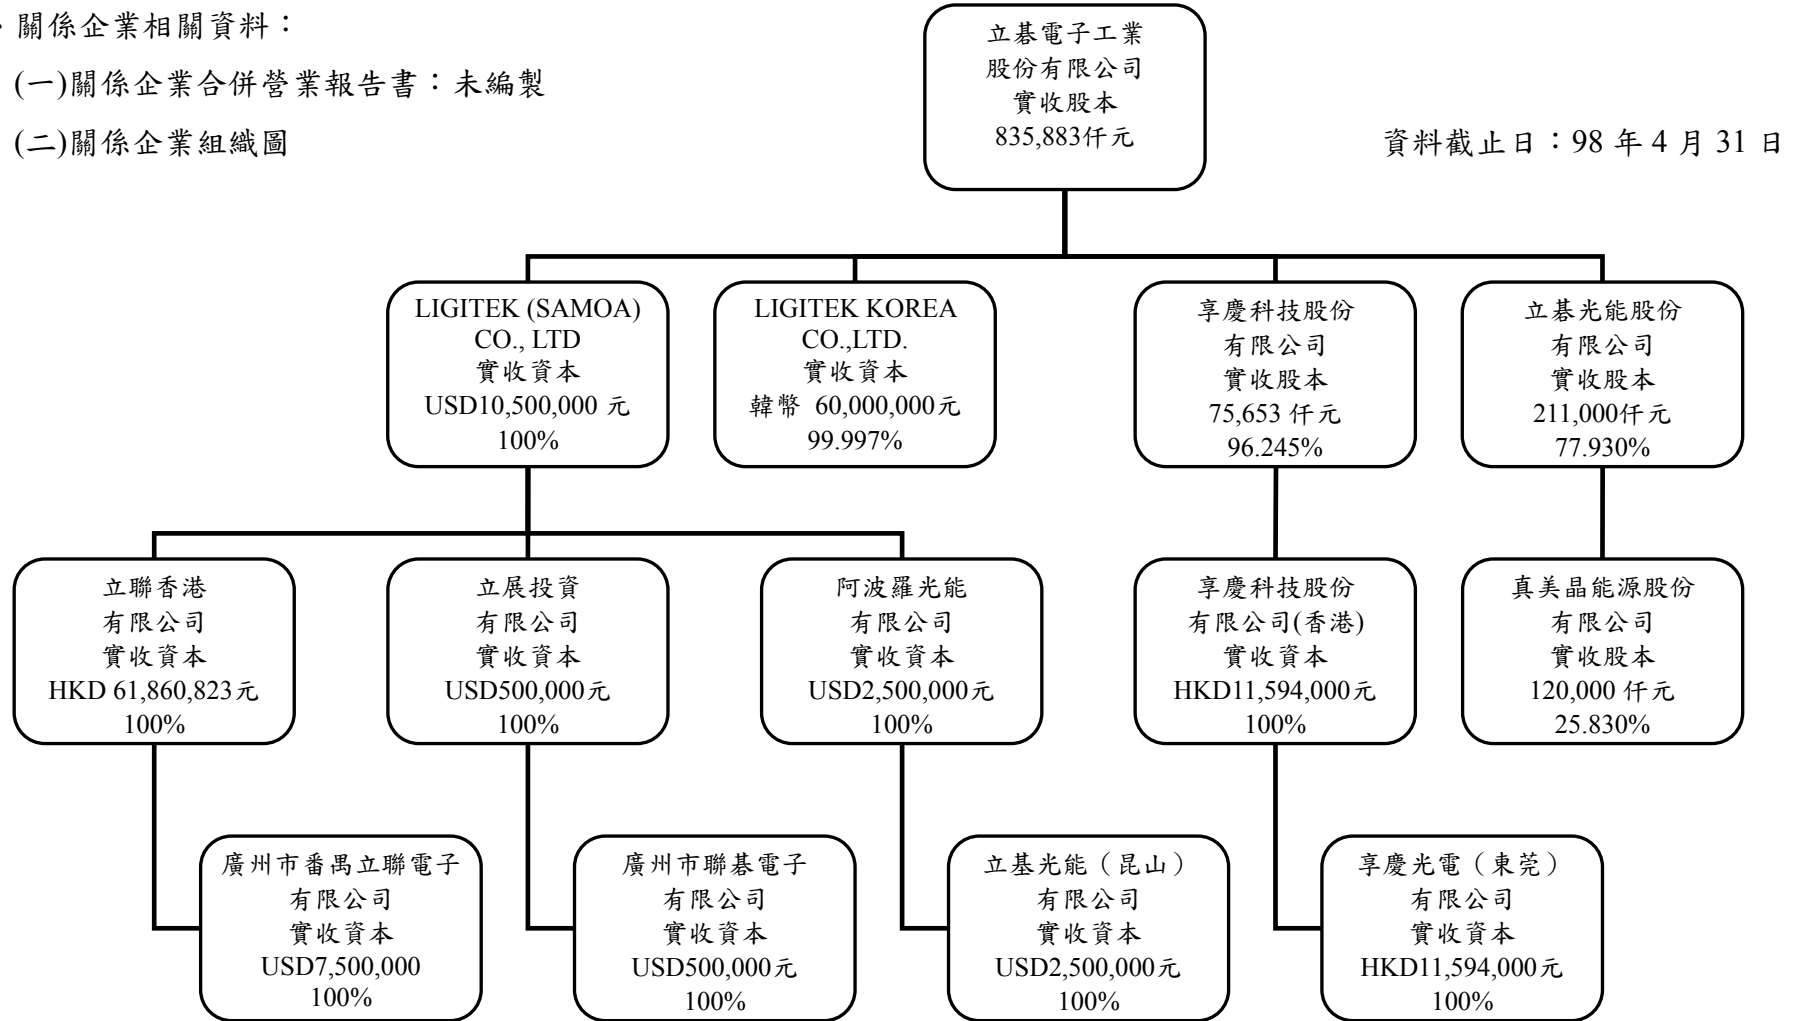 、關係企業相關資料：
(一)關係企業合併營業報告書：未編製
(二)關係企業組織圖
資料截止日：98 年 4 月 31 日
立碁電子工業
股份有限公司
實收股本
835,883仟元
LIGITEK (SAMOA)
CO., LTD
實收資本
USD10,500,000 元
100%
LIGITEK KOREA
CO.,LTD.
實收資本
韓幣 60,000,000元
99.997%
享慶科技股份
有限公司
實收股本
75,653 仟元
96.245%
立碁光能股份
有限公司
實收股本
211,000仟元
77.930%
立聯香港
有限公司
實收資本
HKD 61,860,823元
100%
立展投資
有限公司
實收資本
USD500,000元
100%
阿波羅光能
有限公司
實收資本
USD2,500,000元
100%
享慶科技股份
有限公司(香港)
實收資本
HKD11,594,000元
100%
真美晶能源股份
有限公司
實收股本
120,000 仟元
25.830%
廣州市番禺立聯電子
有限公司
實收資本
USD7,500,000
100%
廣州市聯碁電子
有限公司
實收資本
USD500,000元
100%
立基光能（昆山）
有限公司
實收資本
USD2,500,000元
100%
享慶光電（東莞）
有限公司
實收資本
HKD11,594,000元
100%